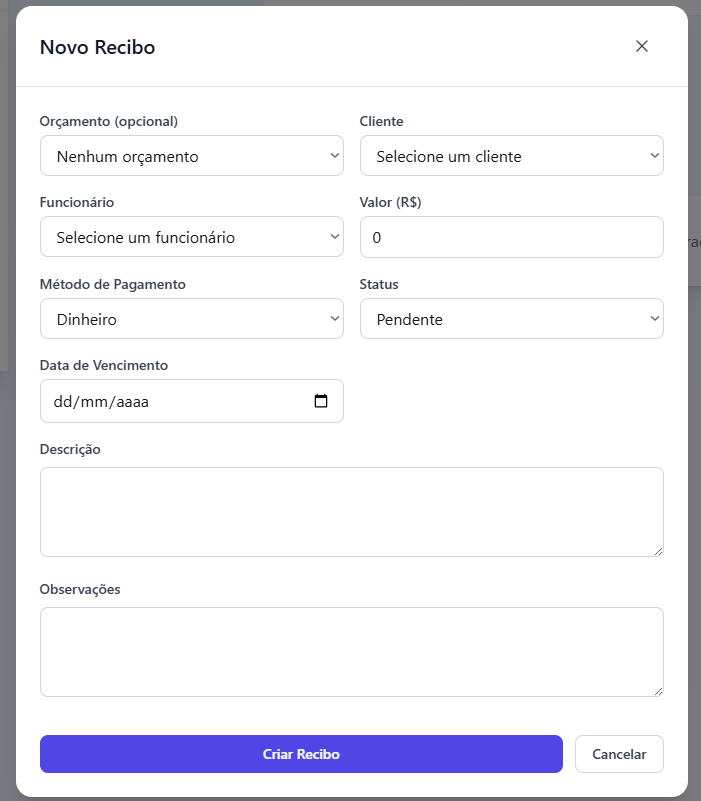 Novo Recibo
Orçamento (opcional)
Cliente
Nenhum orçamento
Selecione um cliente
Funcionário
Valor (R$)
Selecione um funcionário
0
Método de Pagamento
Status
Dinheiro
Pendente
Data de Vencimento
dd/mm/aaaa
Descrição
Observações
Criar Recibo
Cancelar